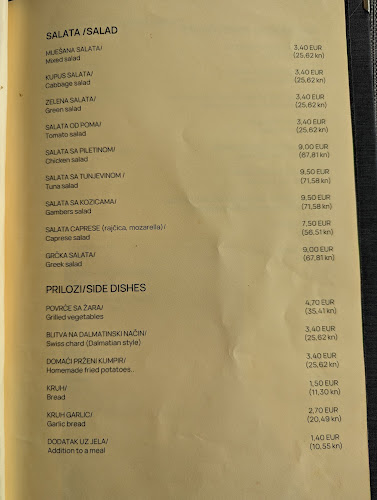 SALATA /SALAD
MIJEŠANA SALATA/ 3,40 EUR
Mixed salad (25,62 kn)
KUPUS SALATA/ 3,40 EUR
Cabbage salad (25,62 kn)
ZELENA SALATA/ 3,40 EUR
Green salad (25,62 kn)
SALATA OD POMA/ 3,40 EUR
Tomato salad (25,62 kn)
SALATA SA PILETINOM/ 9,00 EUR
Chicken salad (67,81 kn)
SALATA SA TUNJEVINOM / 9,50 EUR
Tuna salad (71,58 kn)
SALATA SA KOZICAMA/ 9,50 EUR
Gambers salad (71,58 kn)
SALATA CAPRESE (rajčica, mozarella) / 7,50 EUR
Caprese salad (56,51 kn)
GRČKA SALATA/ 9,00 EUR
Greek salad (67,81 kn)
PRILOZI/SIDE DISHES
POVRČE SA ŽARA/ 4,70 EUR
Grilled vegetables (35,41 kn)
BLITVA NA DALMATINSKI NAČIN/ 3,40 EUR
Swiss chard (Dalmatian style) (25,62 kn)
DOMAĆI PRŽENI KUMPIR/ 3,40 EUR
Homemade fried potatoes.. (25,62 kn)
KRUH/ 1,50 EUR
Bread (11,30 kn)
KRUH GARLIC/ 2,70 EUR
Garlic bread (20,49 kn)
DODATAK UZ JELA/ 1,40 EUR
Addition to a meal (10,55 kn)